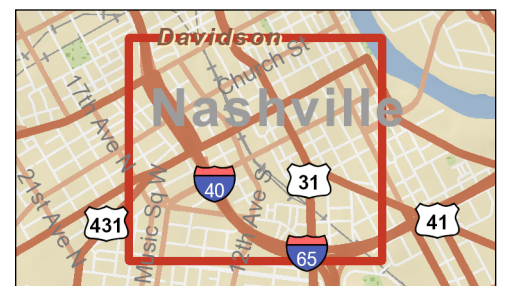 Davidson
Church St
Nashville
17th Ave N
40
31
21st Ave N
431
Music Sq W
12th Ave S
41
65